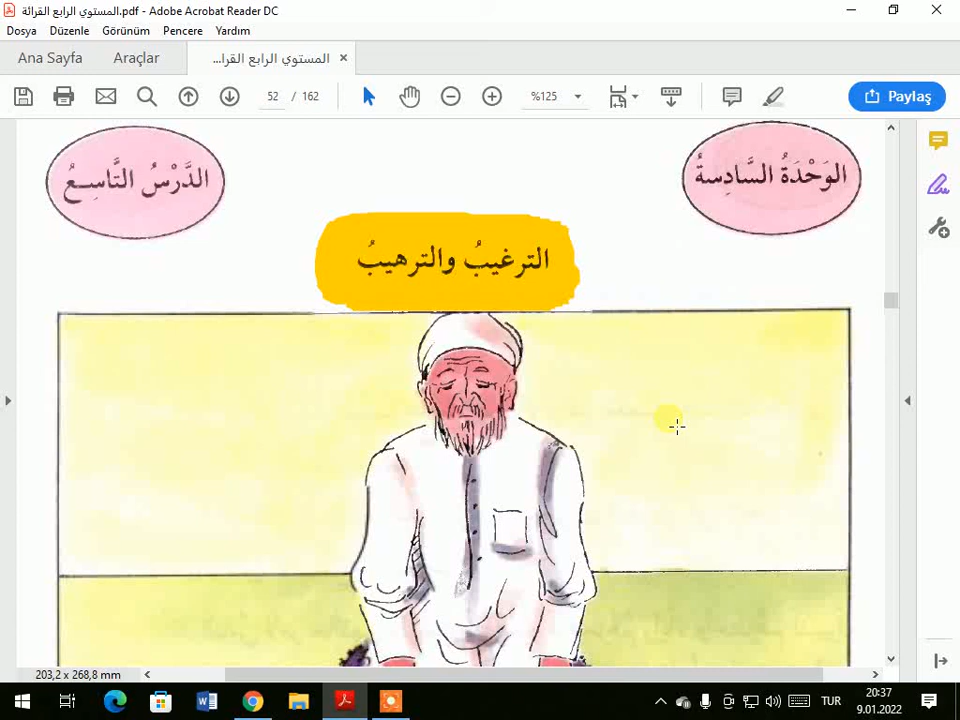 المستوي الرابع القرائة.pdf - Adobe Acrobat Reader DC
Dosya Düzenle Görünüm Pencere Yardım
Ana Sayfa Araçlar المستوي الرابع القرا... ×
52 / 162 %125 Paylaş
الوَحْدَةُ السَّادِسةُ
الدَّرْسُ التَّاسِعُ
الترغيبُ والترهيبُ
203,2 x 268,8 mm
TUR 20:37
9.01.2022